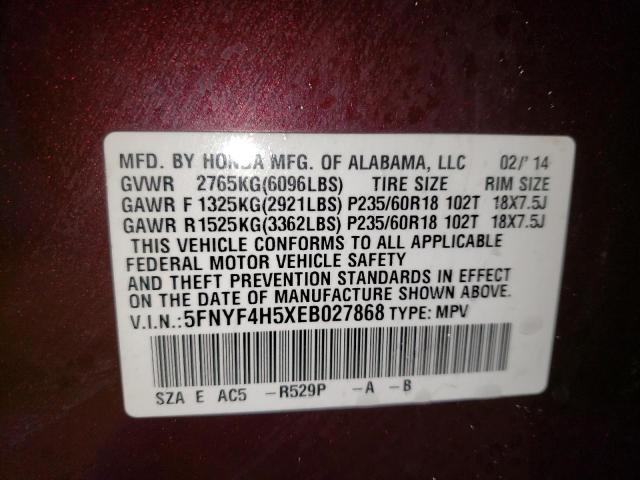 MFD. BY HONDA MFG. OF ALABAMA, LLC 02/' 14
GVWR 2765KG(6096LBS) TIRE SIZE RIM SIZE
GAWR F 1325KG(2921LBS) P235/60R18 102T 18X7.5J
GAWR R 1525KG(3362LBS) P235/60R18 102T 18X7.5J
THIS VEHICLE CONFORMS TO ALL APPLICABLE
FEDERAL MOTOR VEHICLE SAFETY
AND THEFT PREVENTION STANDARDS IN EFFECT
ON THE DATE OF MANUFACTURE SHOWN ABOVE.
V.I.N.:5FNYF4H5XEB027868 TYPE: MPV
SZA E AC5 -R529P -A -B